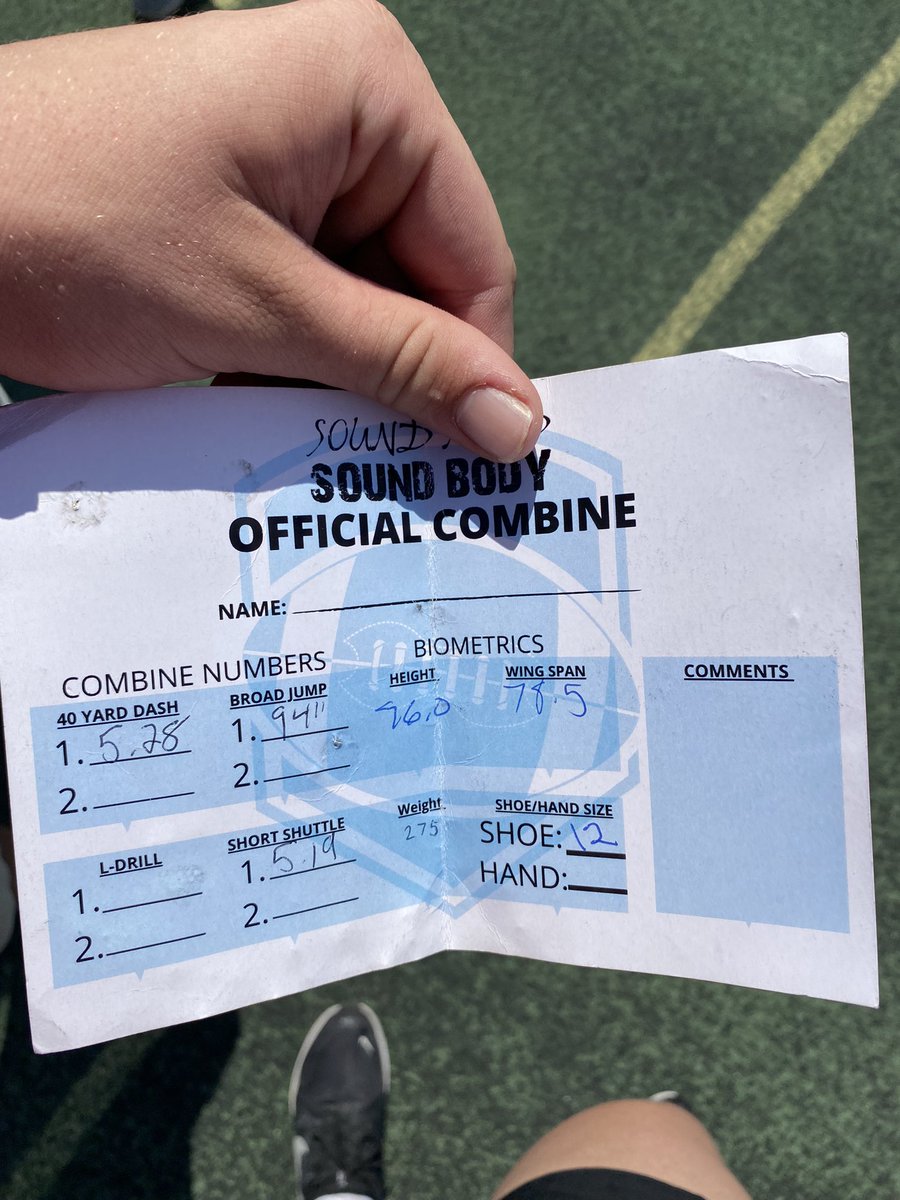 SOUND
SOUND BODY
OFFICIAL COMBINE
NAME:
COMBINE NUMBERS
BIOMETRICS
40 YARD DASH
1. 5.28
2.
BROAD JUMP
1. 94"
2.
HEIGHT
76.0
WING SPAN
78.5
COMMENTS
L-DRILL
1.
2.
SHORT SHUTTLE
1. 5.19
2.
Weight
275
SHOE/HAND SIZE
SHOE: 12
HAND: